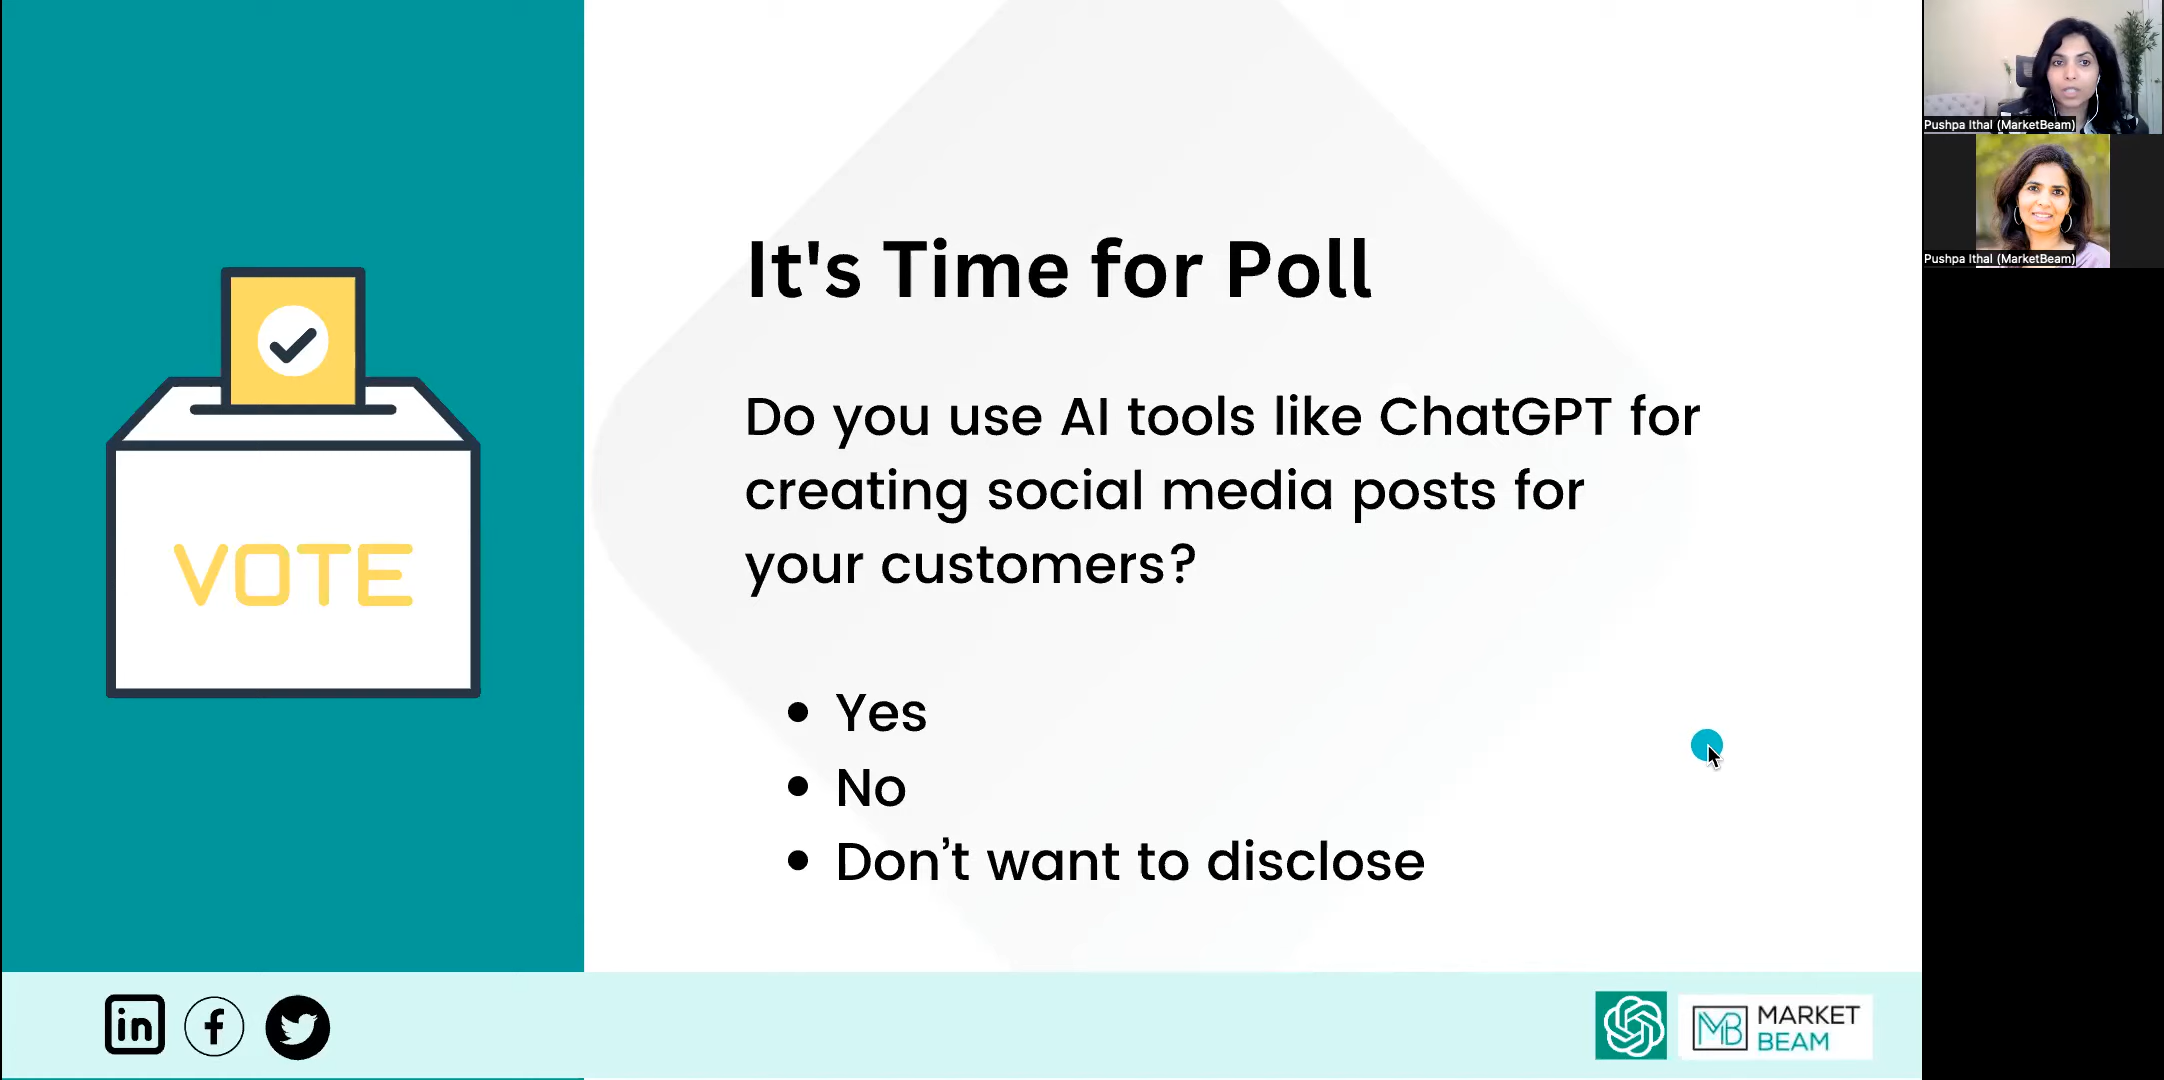 It's Time for Poll
Do you use AI tools like ChatGPT for
creating social media posts for
your customers?
• Yes
• No
• Don’t want to disclose
VOTE
in f
MB MARKET
BEAM
Pushpa Ithal (MarketBeam)
Pushpa Ithal (MarketBeam)